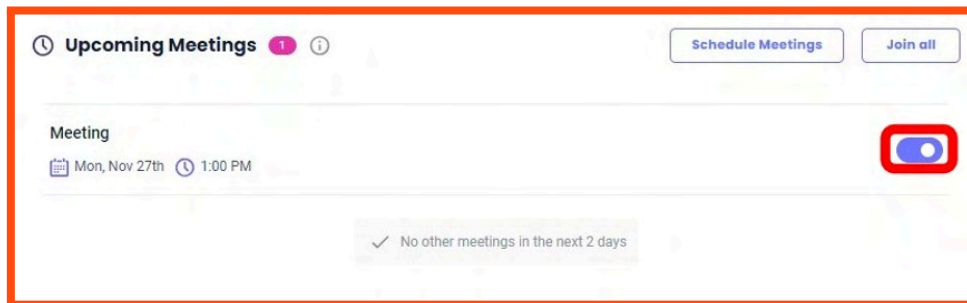 Upcoming Meetings 1
Schedule Meetings
Join all
Meeting
Mon, Nov 27th 1:00 PM
No other meetings in the next 2 days